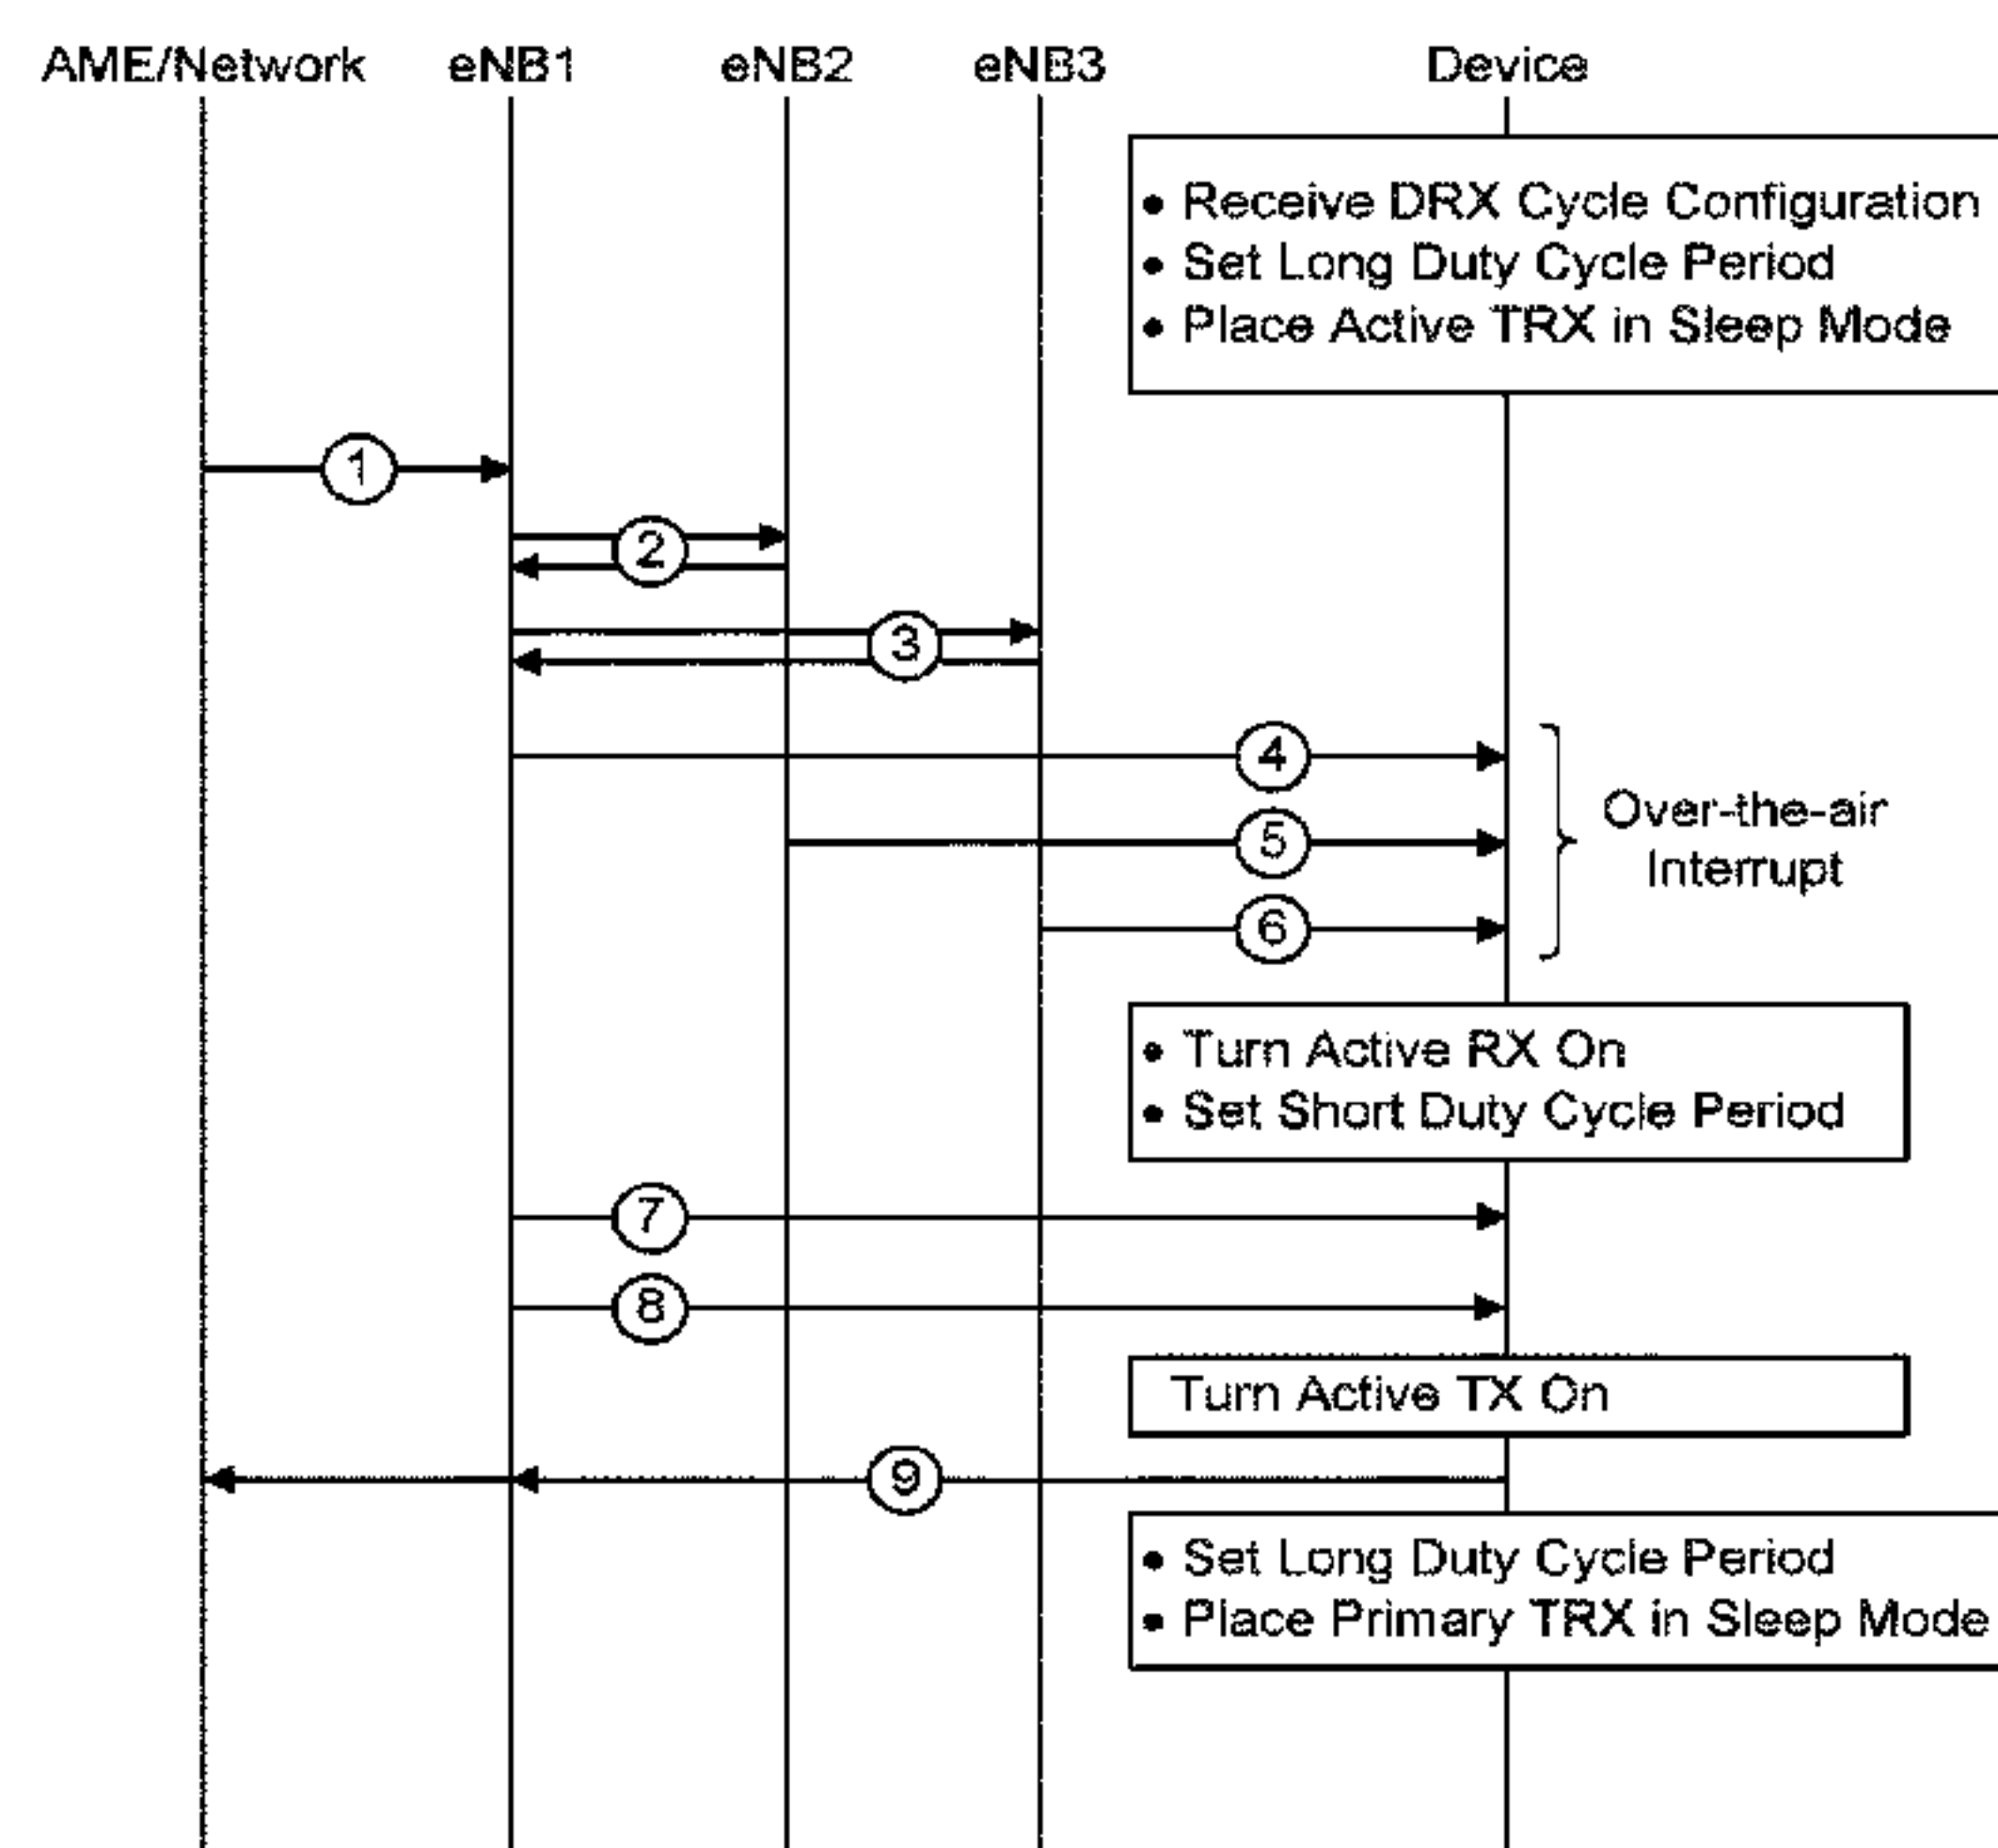 AME/Network eNB1 eNB2 eNB3 Device
• Receive DRX Cycle Configuration
• Set Long Duty Cycle Period
• Place Active TRX in Sleep Mode
1
2
3
4
5
6
Over-the-air
Interrupt
• Turn Active RX On
• Set Short Duty Cycle Period
7
8
Turn Active TX On
9
• Set Long Duty Cycle Period
• Place Primary TRX in Sleep Mode